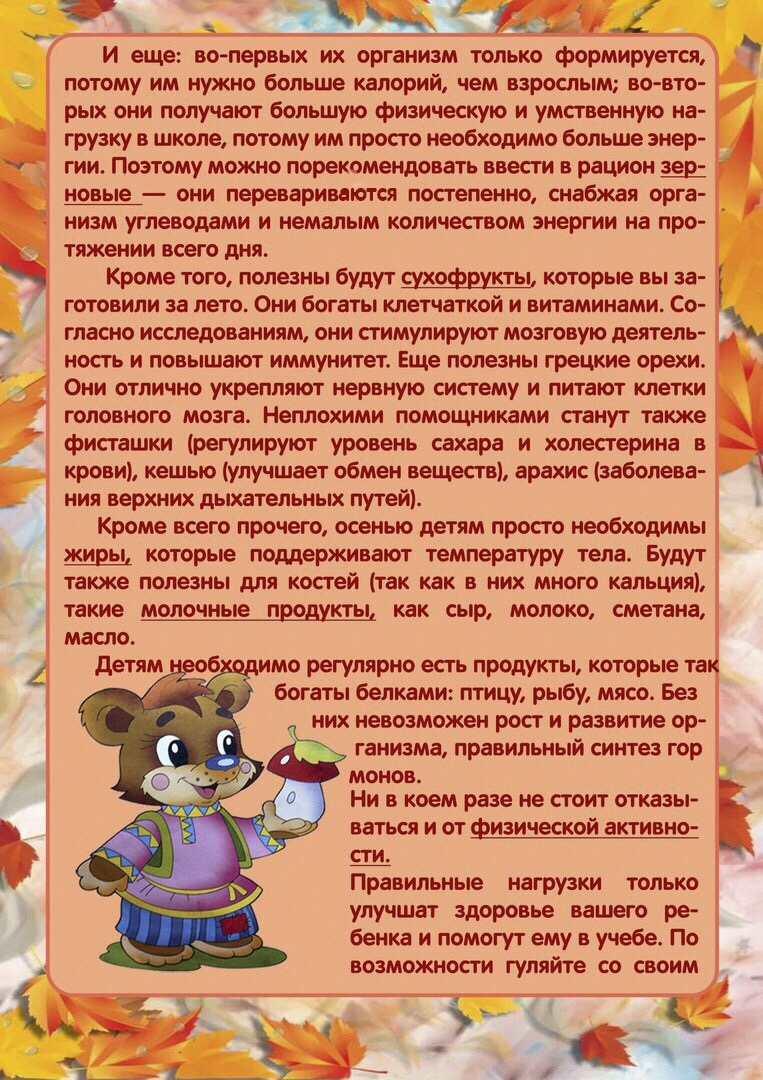 И еще: во-первых их организм только формируется,
потому им нужно больше калорий, чем взрослым; во-вто-
рых они получают большую физическую и умственную на-
грузку в школе, потому им просто необходимо больше энер-
гии. Поэтому можно порекомендовать ввести в рацион зер-
новые — они перевариваются постепенно, снабжая орга-
низм углеводами и немалым количеством энергии на про-
тяжении всего дня.
Кроме того, полезны будут сухофрукты, которые вы за-
готовили за лето. Они богаты клетчаткой и витаминами. Со-
гласно исследованиям, они стимулируют мозговую деятель-
ность и повышают иммунитет. Еще полезны грецкие орехи.
Они отлично укрепляют нервную систему и питают клетки
головного мозга. Неплохими помощниками станут также
фисташки (регулируют уровень сахара и холестерина в
крови), кешью (улучшает обмен веществ), арахис (заболева-
ния верхних дыхательных путей).
Кроме всего прочего, осенью детям просто необходимы
жиры, которые поддерживают температуру тела. Будут
также полезны для костей (так как в них много кальция),
такие молочные продукты, как сыр, молоко, сметана,
масло.
Детям необходимо регулярно есть продукты, которые так
богаты белками: птицу, рыбу, мясо. Без
них невозможен рост и развитие ор-
ганизма, правильный синтез гор
монов.
Ни в коем разе не стоит отказы-
ваться и от физической активно-
сти.
Правильные нагрузки только
улучшат здоровье вашего ре-
бенка и помогут ему в учебе. По
возможности гуляйте со своим